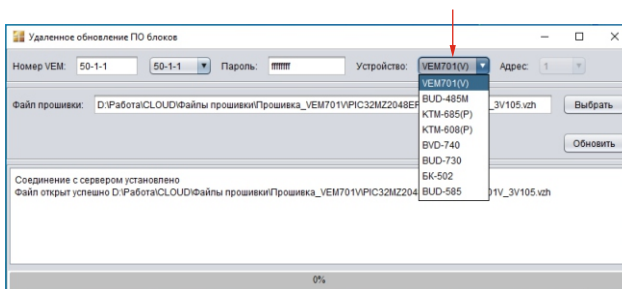 Удаленное обновление ПО блоков
Номер VEM: 50-1-1 50-1-1 Пароль: ffffffff Устройство: VEM701(V) Адрес: 1
VEM701(V)
BUD-485M
KTM-685(P)
KTM-608(P)
BVD-740
BUD-730
БК-502
BUD-585
Файл прошивки: D:\Работа\CLOUD\Файлы прошивки\Прошивка_VEM701V\PIC32MZ2048EF _3V105.vzh Выбрать
Обновить
Соединение с сервером установлено
Файл открыт успешно D:\Работа\CLOUD\Файлы прошивки\Прошивка_VEM701V\PIC32MZ204 01V_3V105.vzh
0%